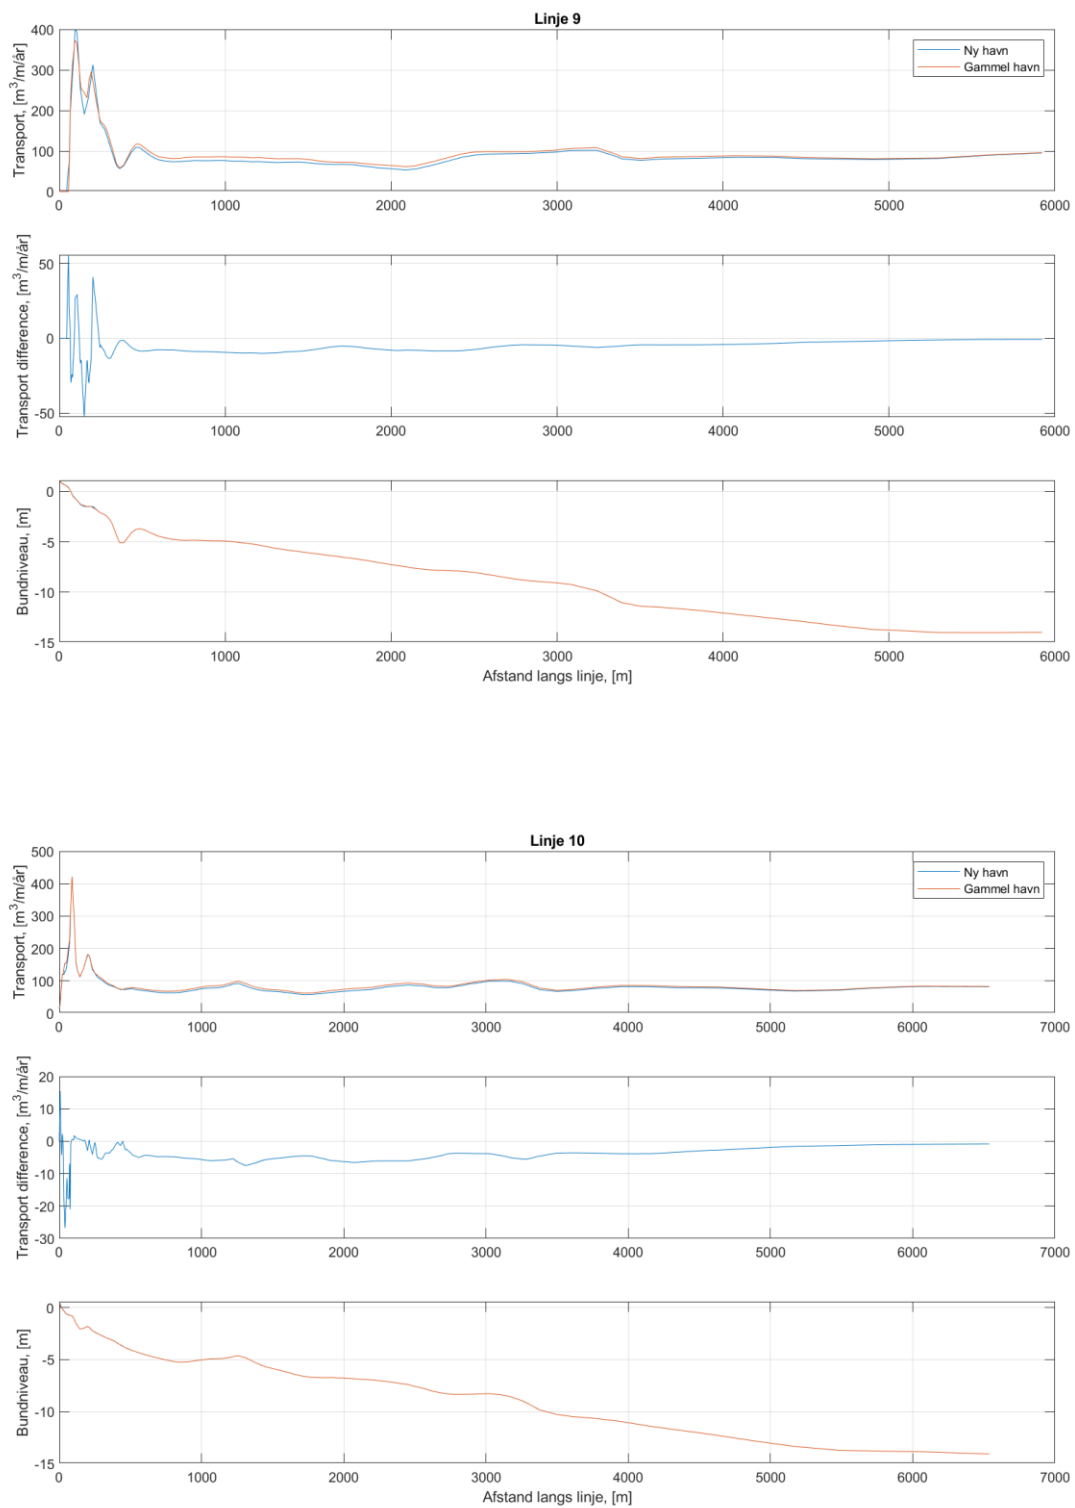 Linje 9
Transport, [m³/m/år]
400
300
200
100
0
Ny havn
Gammel havn
0 1000 2000 3000 4000 5000 6000
Transport difference, [m³/m/år]
50
0
-50
0 1000 2000 3000 4000 5000 6000
Bundniveau, [m]
0
-5
-10
-15
0 1000 2000 3000 4000 5000 6000
Afstand langs linje, [m]
Linje 10
Transport, [m³/m/år]
500
400
300
200
100
0
Ny havn
Gammel havn
0 1000 2000 3000 4000 5000 6000 7000
Transport difference, [m³/m/år]
20
10
0
-10
-20
-30
0 1000 2000 3000 4000 5000 6000 7000
Bundniveau, [m]
0
-5
-10
-15
0 1000 2000 3000 4000 5000 6000 7000
Afstand langs linje, [m]